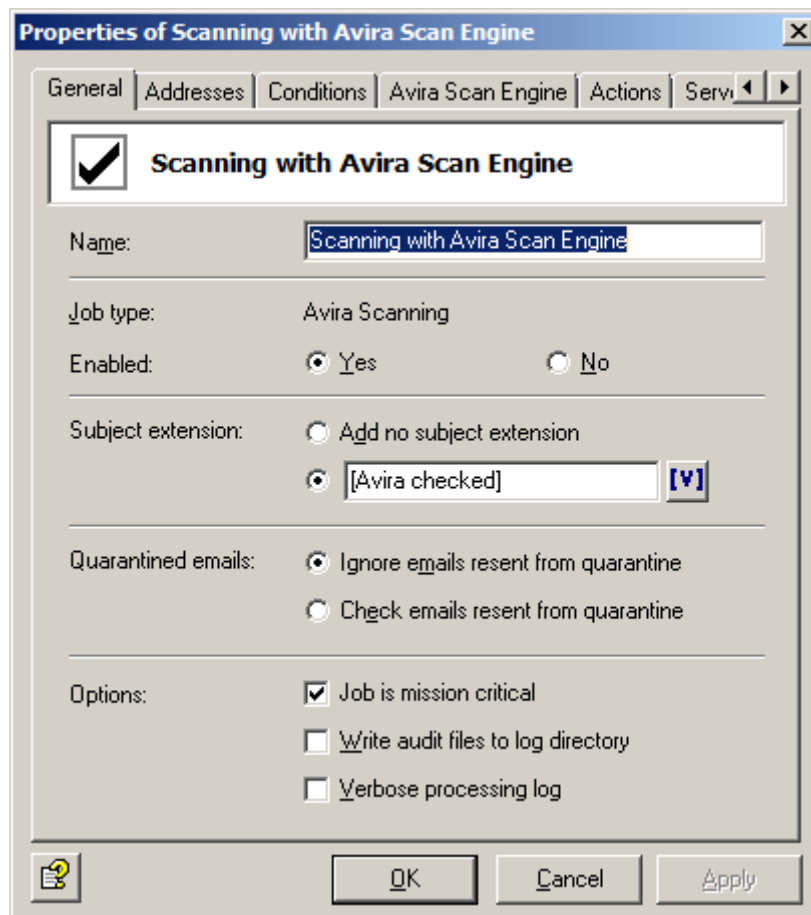 Properties of Scanning with Avira Scan Engine
General Addresses Conditions Avira Scan Engine Actions
Scanning with Avira Scan Engine
Name: Scanning with Avira Scan Engine
Job type: Avira Scanning
Enabled: Yes No
Subject extension: Add no subject extension
[Avira checked] [V]
Quarantined emails: Ignore emails resent from quarantine
Check emails resent from quarantine
Options: Job is mission critical
Write audit files to log directory
Verbose processing log
OK Cancel Apply